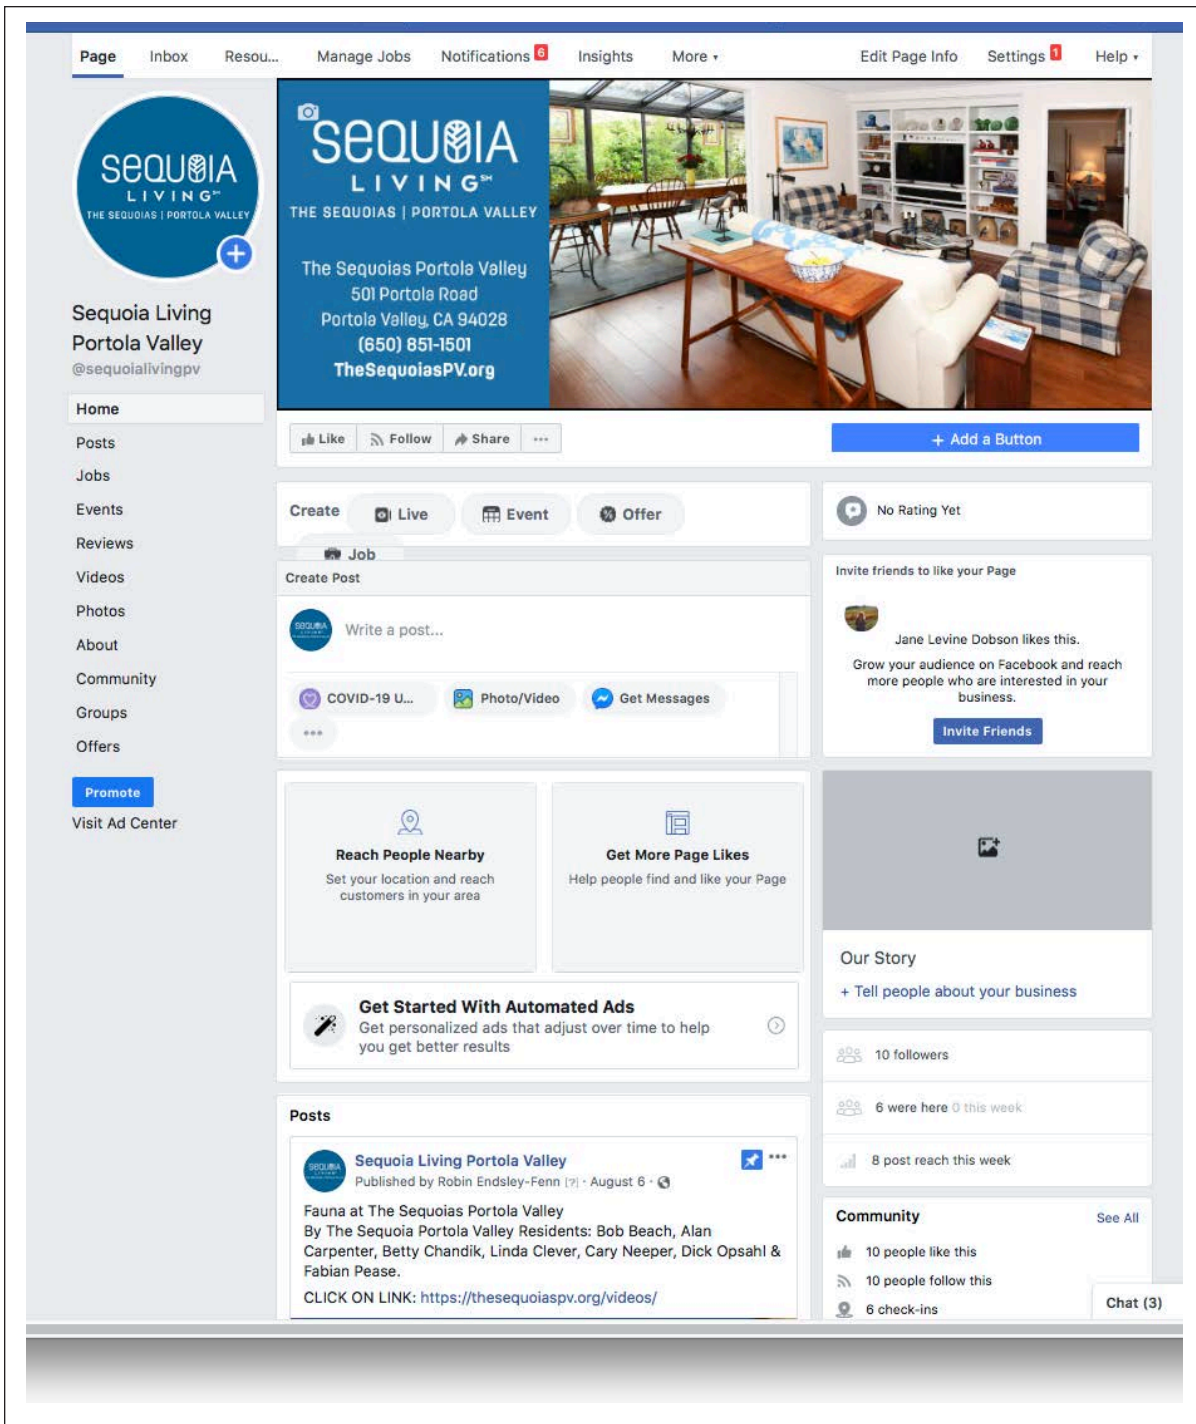 Page Inbox Resou... Manage Jobs Notifications 6 Insights More Edit Page Info Settings 1 Help
SEQUOIA
LIVING℠
THE SEQUOIAS | PORTOLA VALLEY
Sequoia Living
Portola Valley
@sequoialivingpv
Home
Posts
Jobs
Events
Reviews
Videos
Photos
About
Community
Groups
Offers
Promote
Visit Ad Center
SEQUOIA
LIVING℠
THE SEQUOIAS | PORTOLA VALLEY
The Sequoias Portola Valley
501 Portola Road
Portola Valley, CA 94028
(650) 851-1501
TheSequoiasPV.org
Like Follow Share ...
+ Add a Button
Create Live Event Offer
Job
Create Post
SEQUOIA
Write a post...
COVID-19 U... Photo/Video Get Messages
...
Reach People Nearby
Set your location and reach
customers in your area
Get More Page Likes
Help people find and like your Page
Get Started With Automated Ads
Get personalized ads that adjust over time to help
you get better results
Posts
SEQUOIA
Sequoia Living Portola Valley
Published by Robin Endsley-Fenn [?] · August 6 ·
Fauna at The Sequoias Portola Valley
By The Sequoia Portola Valley Residents: Bob Beach, Alan
Carpenter, Betty Chandik, Linda Clever, Cary Neeper, Dick Opsahl &
Fabian Pease.
CLICK ON LINK: https://thesequoiaspv.org/videos/
No Rating Yet
Invite friends to like your Page
Jane Levine Dobson likes this.
Grow your audience on Facebook and reach
more people who are interested in your
business.
Invite Friends
Our Story
+ Tell people about your business
10 followers
6 were here 0 this week
8 post reach this week
Community See All
10 people like this
10 people follow this
6 check-ins
Chat (3)